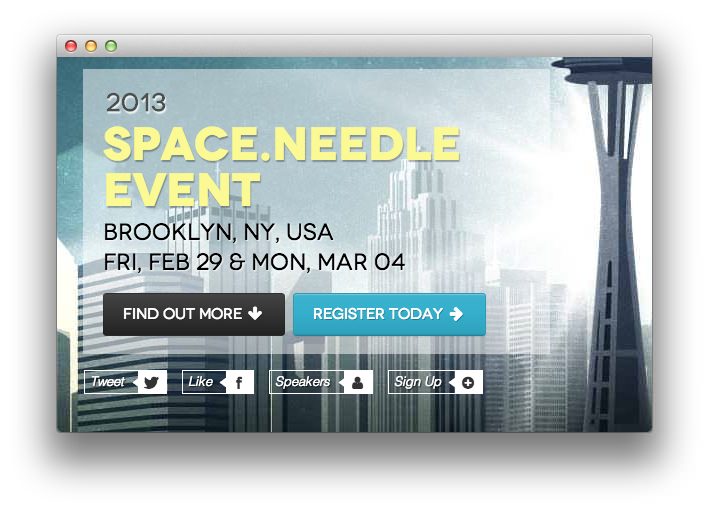 2013
SPACE.NEEDLE
EVENT
BROOKLYN, NY, USA
FRI, FEB 29 & MON, MAR 04
FIND OUT MORE
REGISTER TODAY
Tweet
Like
Speakers
Sign Up